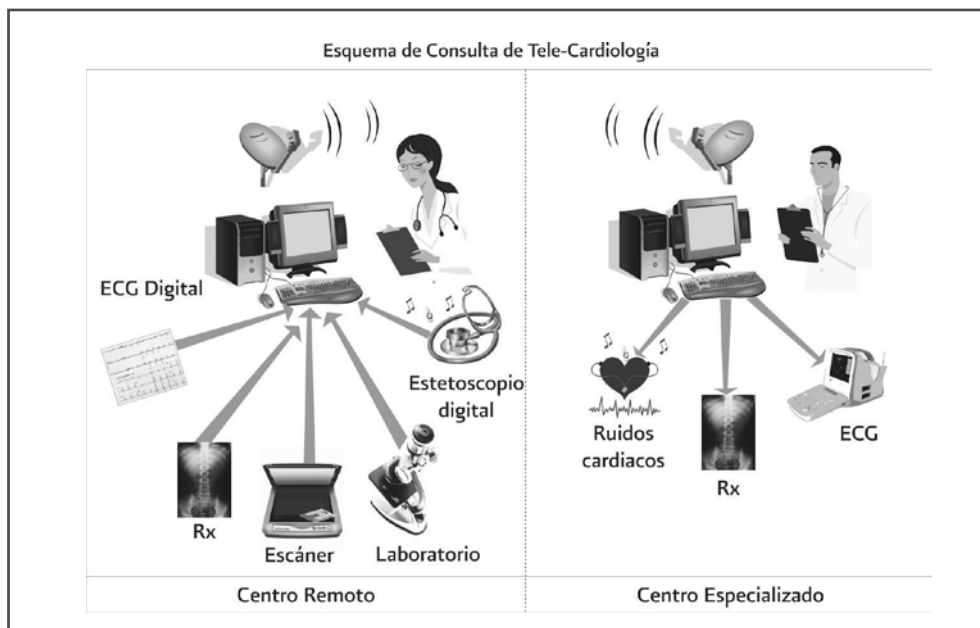 Esquema de Consulta de Tele-Cardiología
ECG Digital
Estetoscopio
digital
Rx
Escáner
Laboratorio
Centro Remoto
Ruidos
cardiacos
Rx
ECG
Centro Especializado